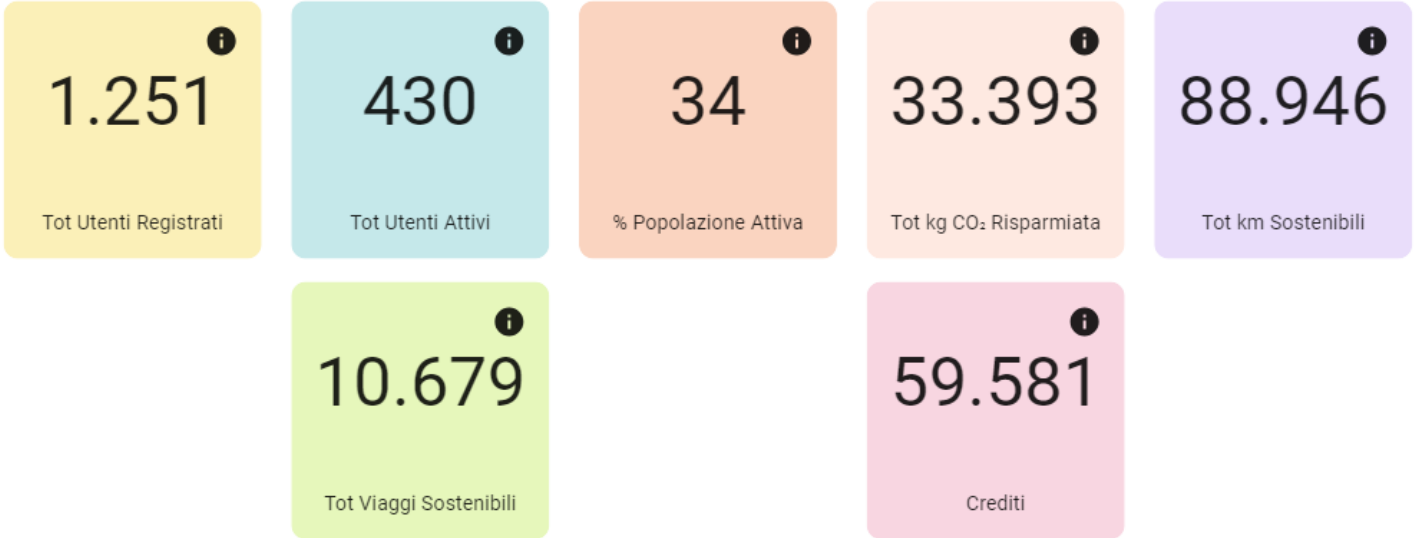 1.251
Tot Utenti Registrati
430
Tot Utenti Attivi
34
% Popolazione Attiva
33.393
Tot kg CO₂ Risparmiata
88.946
Tot km Sostenibili
10.679
Tot Viaggi Sostenibili
59.581
Crediti